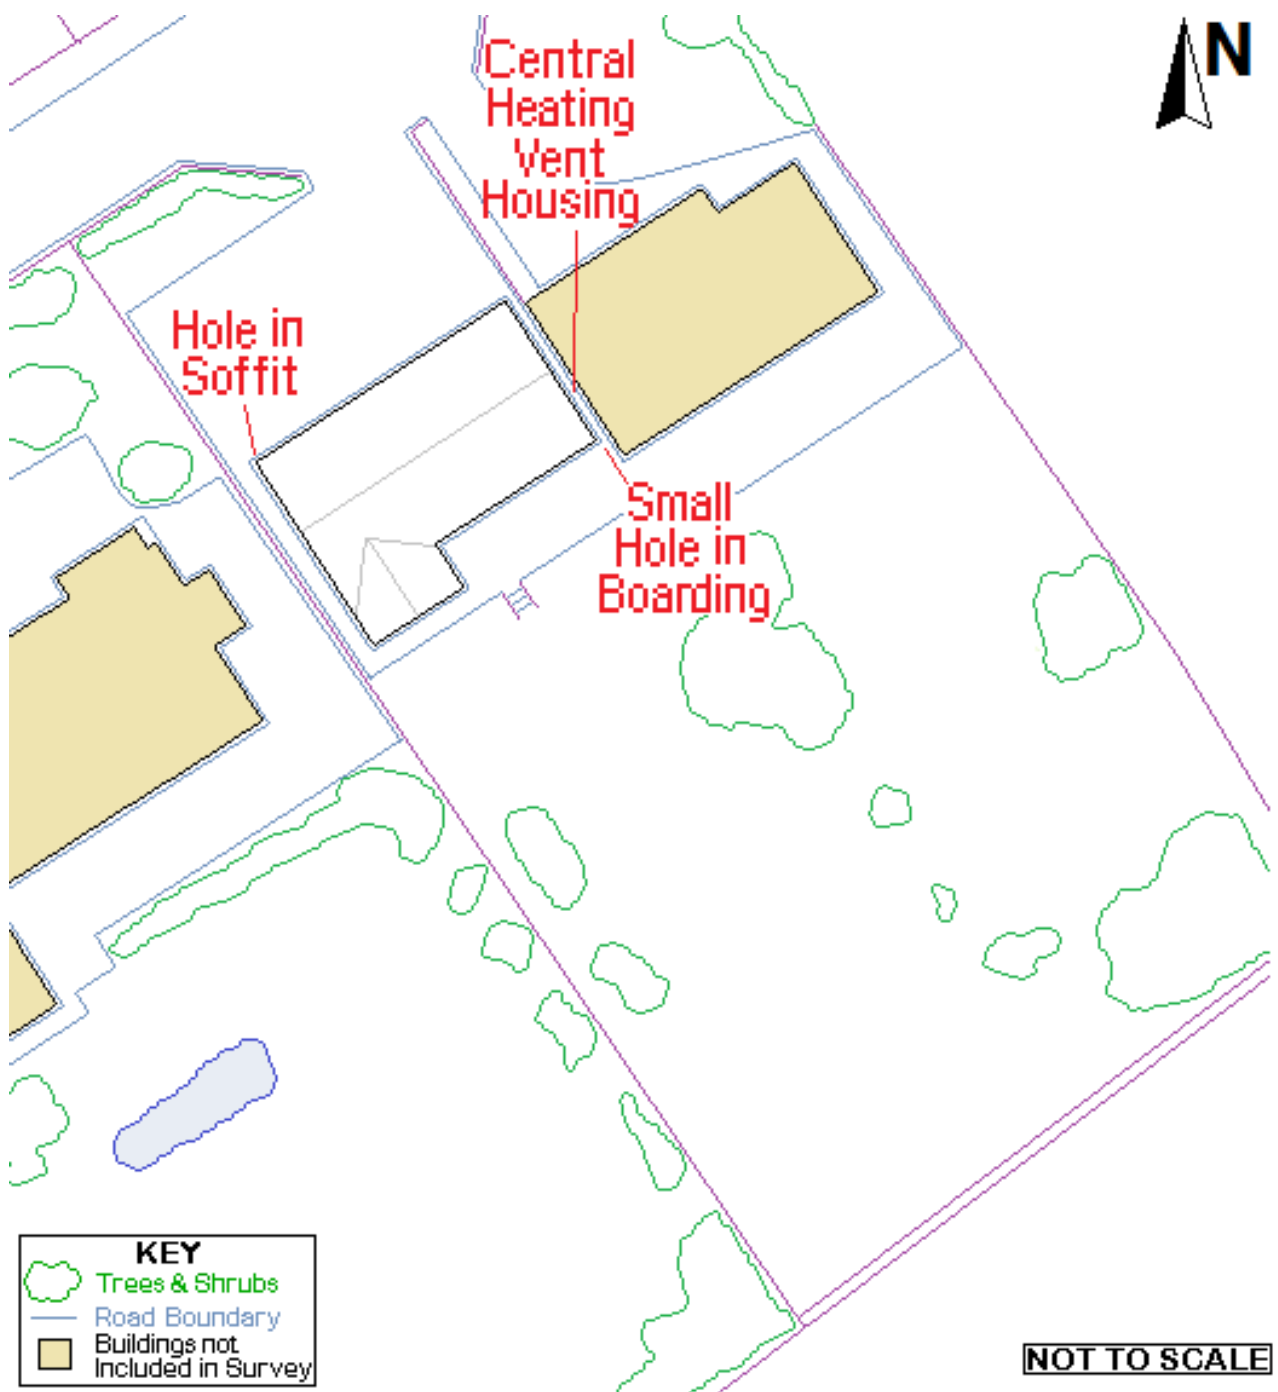 N
Central
Heating
Vent
Housing
Hole in
Soffit
Small
Hole in
Boarding
KEY
Trees & Shrubs
Road Boundary
Buildings not
Included in Survey
NOT TO SCALE